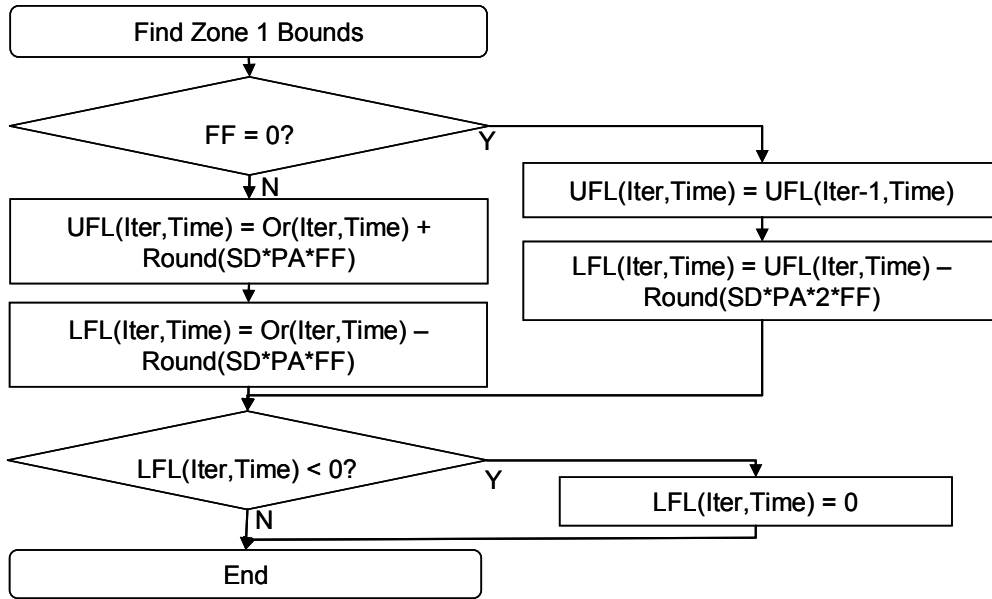 Find Zone 1 Bounds
FF = 0?
Y
N
UFL(Iter,Time) = Or(Iter,Time) +
Round(SD*PA*FF)
LFL(Iter,Time) = Or(Iter,Time) –
Round(SD*PA*FF)
UFL(Iter,Time) = UFL(Iter-1,Time)
LFL(Iter,Time) = UFL(Iter,Time) –
Round(SD*PA*2*FF)
LFL(Iter,Time) < 0?
Y
N
LFL(Iter,Time) = 0
End